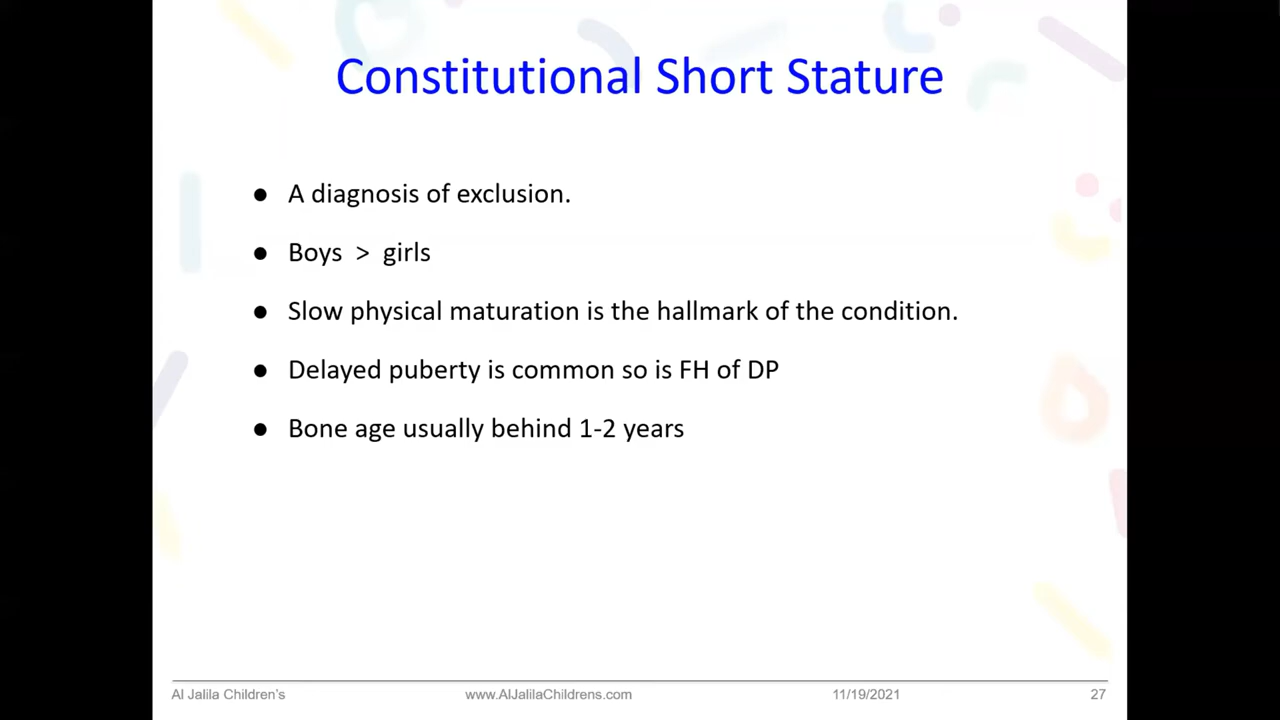 Constitutional Short Stature
● A diagnosis of exclusion.
● Boys > girls
● Slow physical maturation is the hallmark of the condition.
● Delayed puberty is common so is FH of DP
● Bone age usually behind 1-2 years
Al Jalila Children's www.AlJalilaChildrens.com 11/19/2021 27